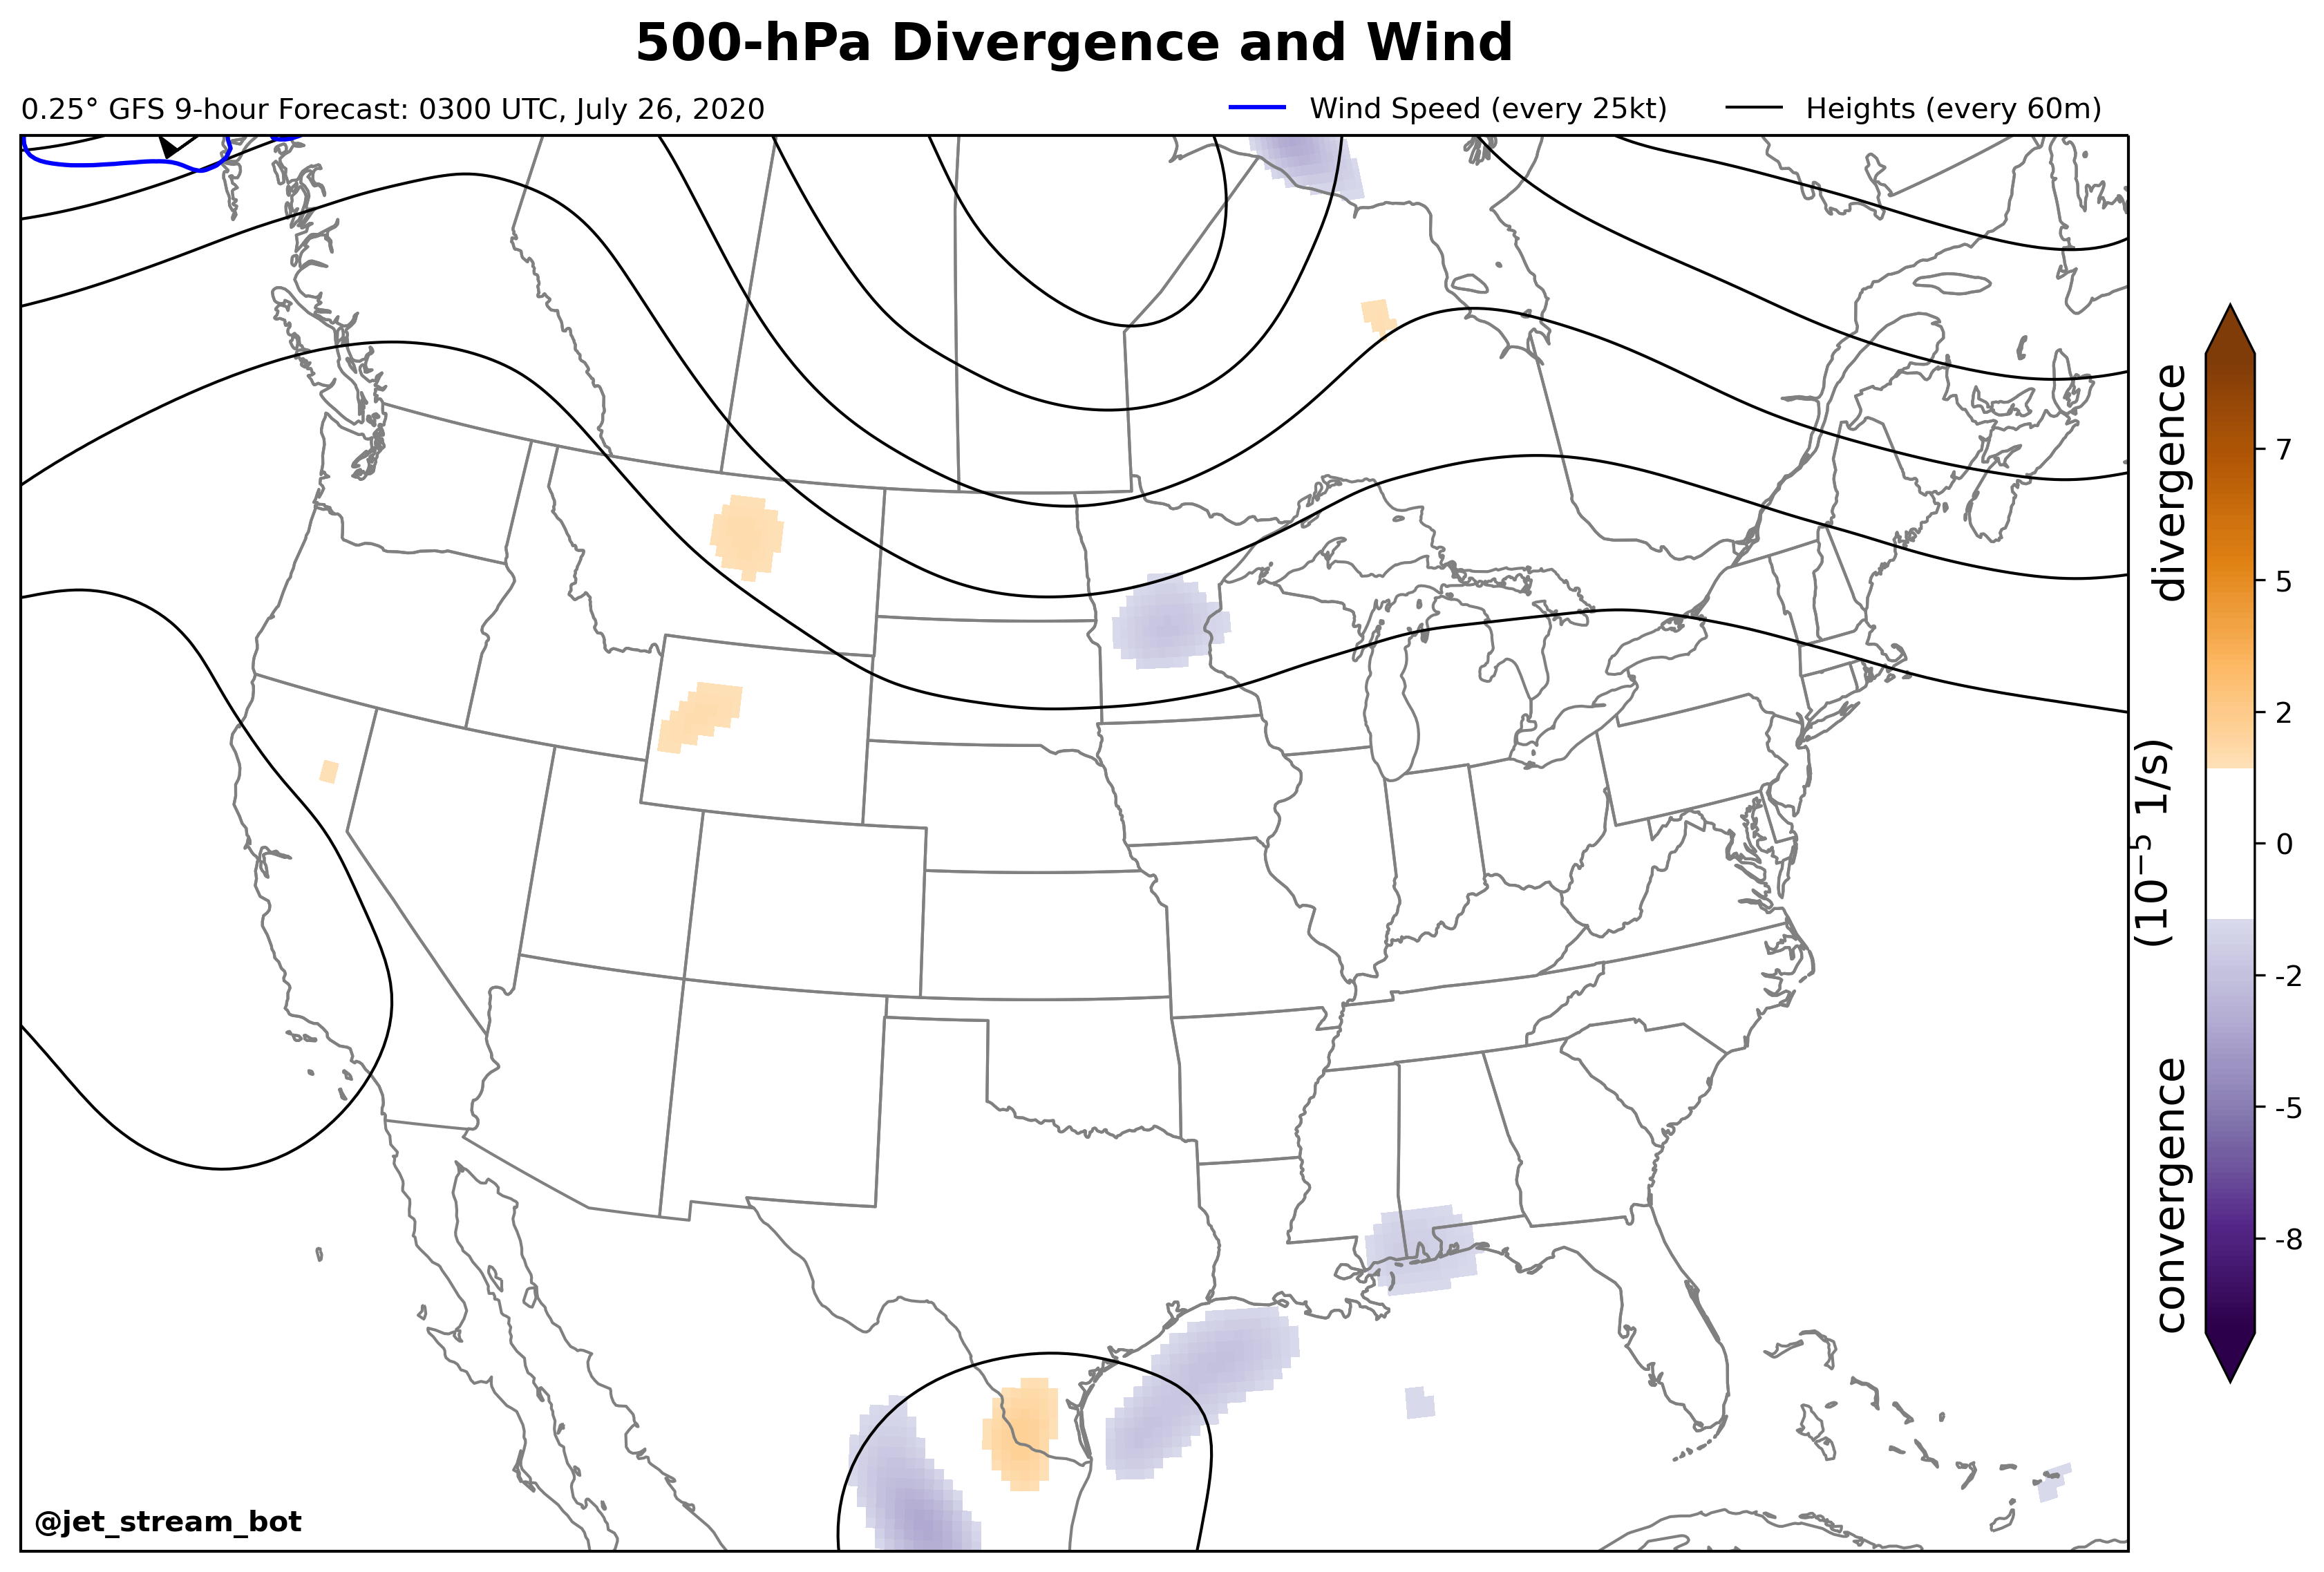 500-hPa Divergence and Wind
0.25° GFS 9-hour Forecast: 0300 UTC, July 26, 2020
Wind Speed (every 25kt)
Heights (every 60m)
divergence
(10⁻⁵ 1/s)
convergence
7
5
2
0
-2
-5
-8
@jet_stream_bot